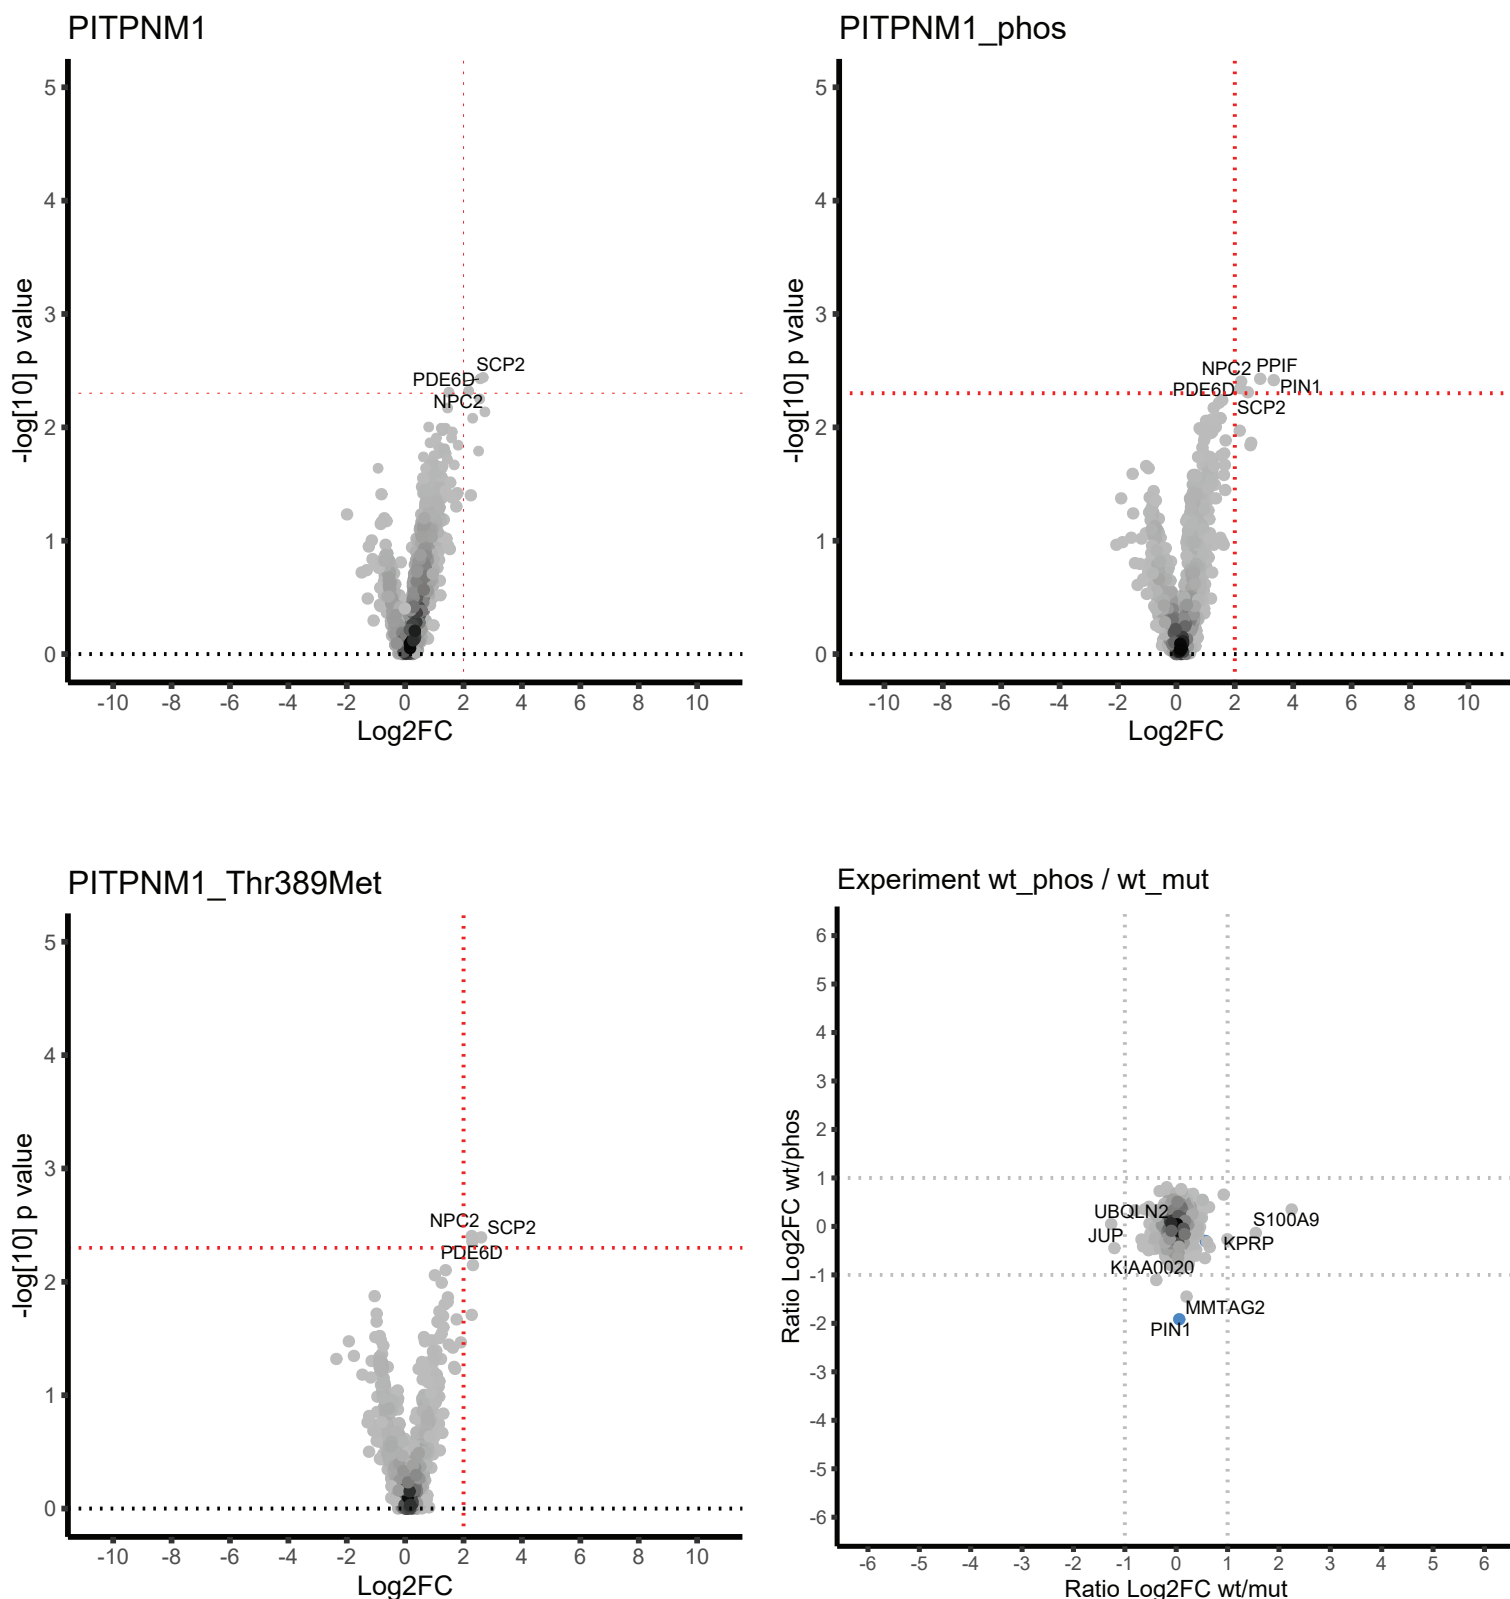 PITPNM1
5
4
3
2
1
0
-log[10] p value
SCP2
PDE6D
NPC2
-10 -8 -6 -4 -2 0 2 4 6 8 10
Log2FC
PITPNM1_phos
5
4
3
2
1
0
-log[10] p value
NPC2 PPIF
PDE6D PIN1
SCP2
-10 -8 -6 -4 -2 0 2 4 6 8 10
Log2FC
PITPNM1_Thr389Met
5
4
3
2
1
0
-log[10] p value
NPC2 SCP2
PDE6D
-10 -8 -6 -4 -2 0 2 4 6 8 10
Log2FC
Experiment wt_phos / wt_mut
6
5
4
3
2
1
0
-1
-2
-3
-4
-5
-6
Ratio Log2FC wt/phos
UBQLN2
S100A9
JUP
KPRP
KIAA0020
MMTAG2
PIN1
-6 -5 -4 -3 -2 -1 0 1 2 3 4 5 6
Ratio Log2FC wt/mut